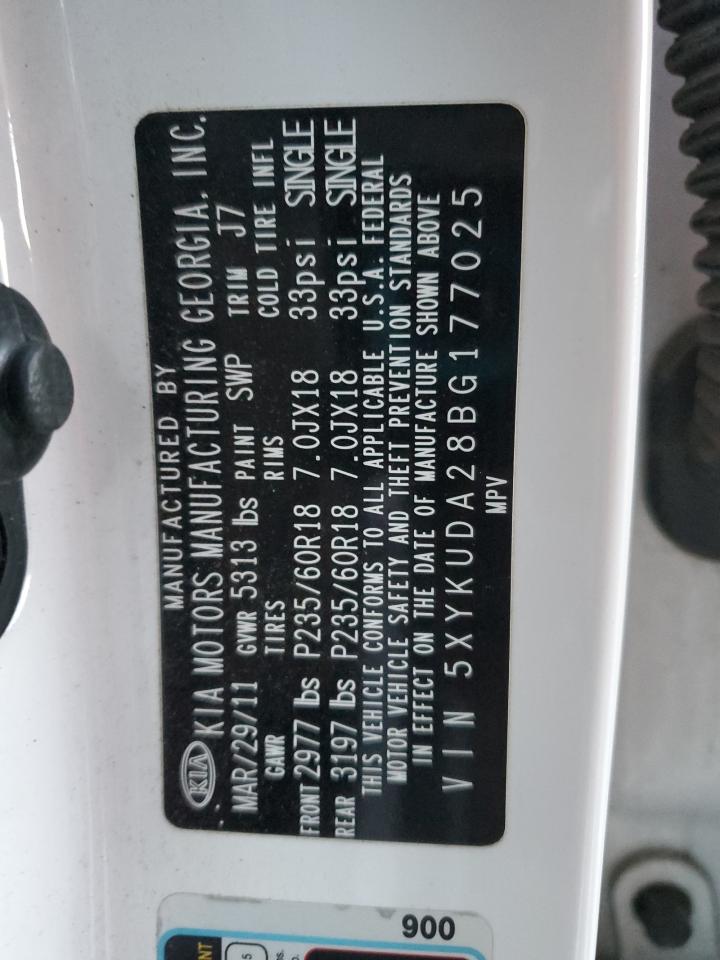 MANUFACTURED BY
KIA KIA MOTORS MANUFACTURING GEORGIA, INC.
MAR/29/11 GVWR 5313 lbs PAINT SWP TRIM J7
GAWR TIRES RIMS COLD TIRE INFL
FRONT 2977 lbs P235/60R18 7.0JX18 33psi SINGLE
REAR 3197 lbs P235/60R18 7.0JX18 33psi SINGLE
THIS VEHICLE CONFORMS TO ALL APPLICABLE U.S.A. FEDERAL
MOTOR VEHICLE SAFETY AND THEFT PREVENTION STANDARDS
IN EFFECT ON THE DATE OF MANUFACTURE SHOWN ABOVE
VIN 5XYKUDA28BG177025
MPV
900
5